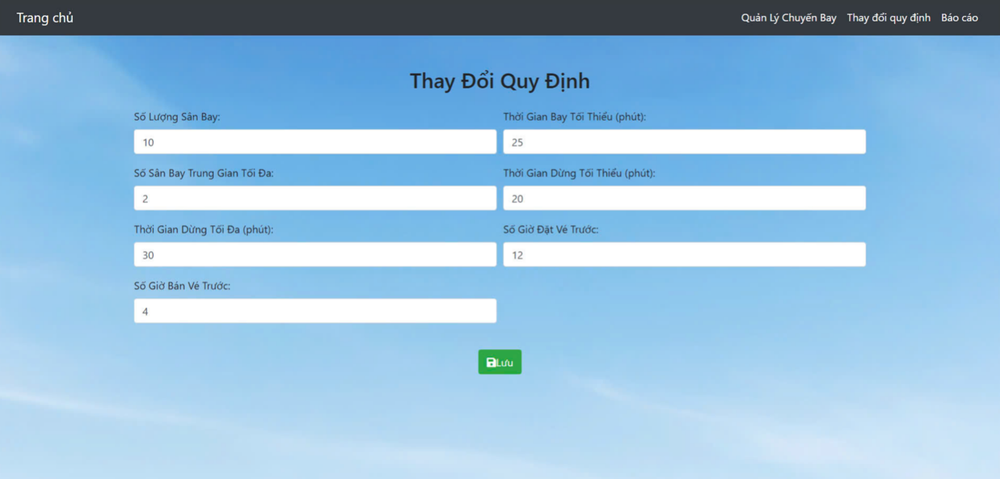 Trang chủ
Quản Lý Chuyến Bay Thay đổi quy định Báo cáo
Thay Đổi Quy Định
Số Lượng Sân Bay: Thời Gian Bay Tối Thiểu (phút):
10 25
Số Sân Bay Trung Gian Tối Đa: Thời Gian Dừng Tối Thiểu (phút):
2 20
Thời Gian Dừng Tối Đa (phút): Số Giờ Đặt Vé Trước:
30 12
Số Giờ Bán Vé Trước:
4
Lưu